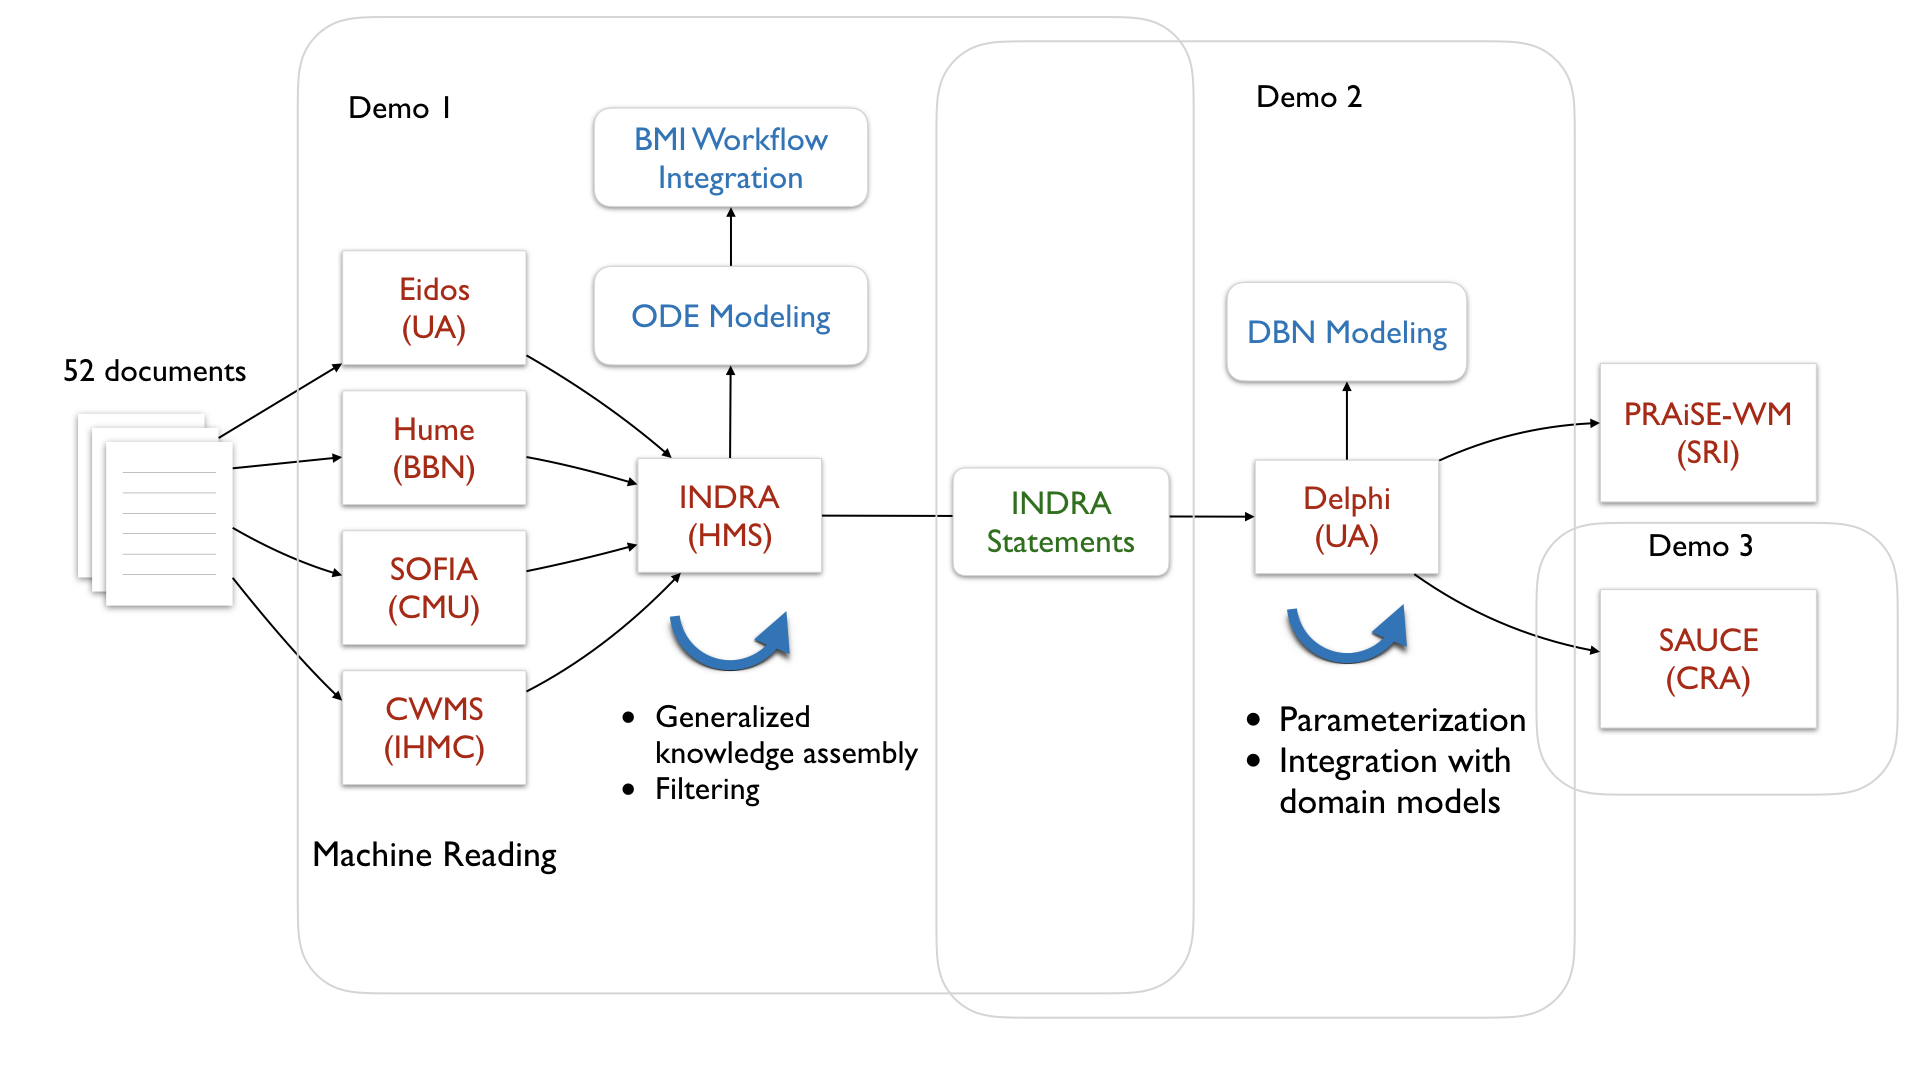 Demo 1
Demo 2
BMI Workflow
Integration
Eidos
(UA)
ODE Modeling
DBN Modeling
52 documents
Hume
(BBN)
PRAiSE-WM
(SRI)
INDRA
(HMS)
INDRA
Statements
Delphi
(UA)
Demo 3
SOFIA
(CMU)
SAUCE
(CRA)
CWMS
(IHMC)
• Generalized
knowledge assembly
• Filtering
• Parameterization
• Integration with
domain models
Machine Reading